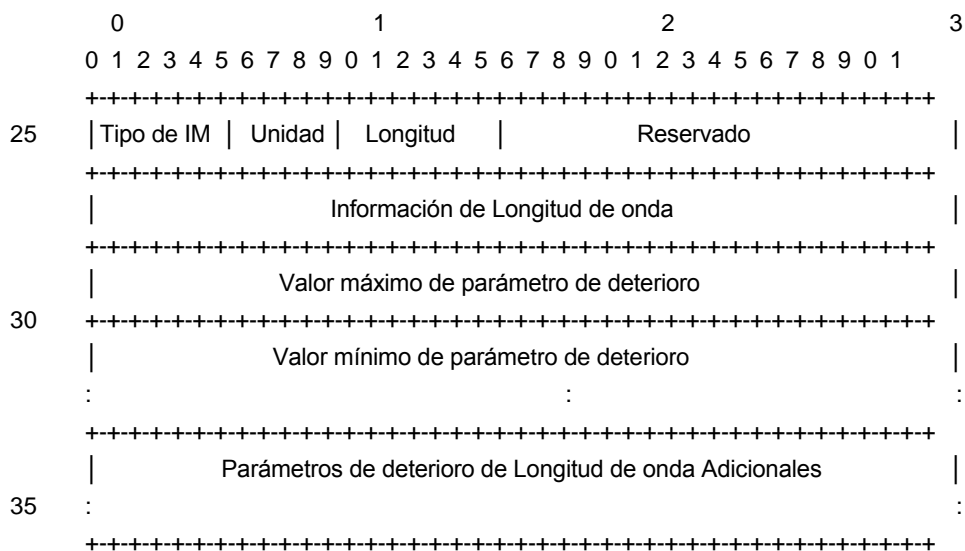 0 1 2 3
0 1 2 3 4 5 6 7 8 9 0 1 2 3 4 5 6 7 8 9 0 1 2 3 4 5 6 7 8 9 0 1
+-+-+-+-+-+-+-+-+-+-+-+-+-+-+-+-+-+-+-+-+-+-+-+-+-+-+-+-+-+-+-+-+
25 |Tipo de IM | Unidad | Longitud | Reservado |
+-+-+-+-+-+-+-+-+-+-+-+-+-+-+-+-+-+-+-+-+-+-+-+-+-+-+-+-+-+-+-+-+
| Información de Longitud de onda |
+-+-+-+-+-+-+-+-+-+-+-+-+-+-+-+-+-+-+-+-+-+-+-+-+-+-+-+-+-+-+-+-+
| Valor máximo de parámetro de deterioro |
30 +-+-+-+-+-+-+-+-+-+-+-+-+-+-+-+-+-+-+-+-+-+-+-+-+-+-+-+-+-+-+-+-+
| Valor mínimo de parámetro de deterioro |
: : :
+-+-+-+-+-+-+-+-+-+-+-+-+-+-+-+-+-+-+-+-+-+-+-+-+-+-+-+-+-+-+-+-+
| Parámetros de deterioro de Longitud de onda Adicionales |
35 : :
+-+-+-+-+-+-+-+-+-+-+-+-+-+-+-+-+-+-+-+-+-+-+-+-+-+-+-+-+-+-+-+-+